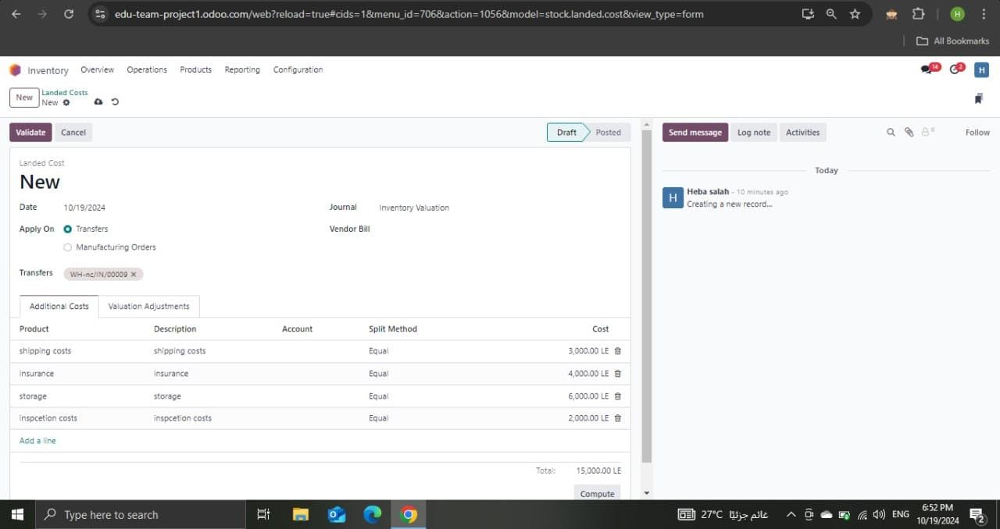 edu-team-project1.odoo.com/web?reload=true#cids=1&menu_id=706&action=1056&model=stock.landed.cost&view_type=form
H
All Bookmarks
Inventory Overview Operations Products Reporting Configuration
14 2 H
New Landed Costs
New
Validate Cancel Draft Posted
Send message Log note Activities 0 Follow
Landed Cost
New
Today
Date 10/19/2024 Journal Inventory Valuation
H Heba salah - 10 minutes ago
Creating a new record...
Apply On Transfers Vendor Bill
Manufacturing Orders
Transfers WH-nc/IN/00009 ×
Additional Costs Valuation Adjustments
Product Description Account Split Method Cost
shipping costs shipping costs Equal 3,000.00 LE
insurance insurance Equal 4,000.00 LE
storage storage Equal 6,000.00 LE
inspcetion costs inspcetion costs Equal 2,000.00 LE
Add a line
Total: 15,000.00 LE
Compute
Type here to search
27°C غائم جزئيًا ENG 6:52 PM
10/19/2024 2